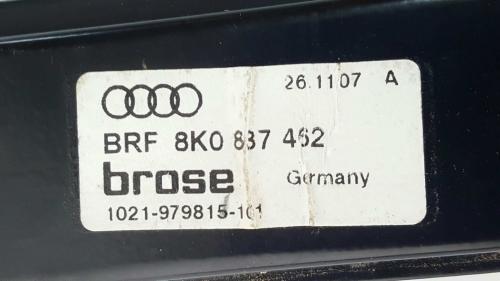 26.1107 A
BRF 8K0 837 462
brose Germany
1021-979815-101